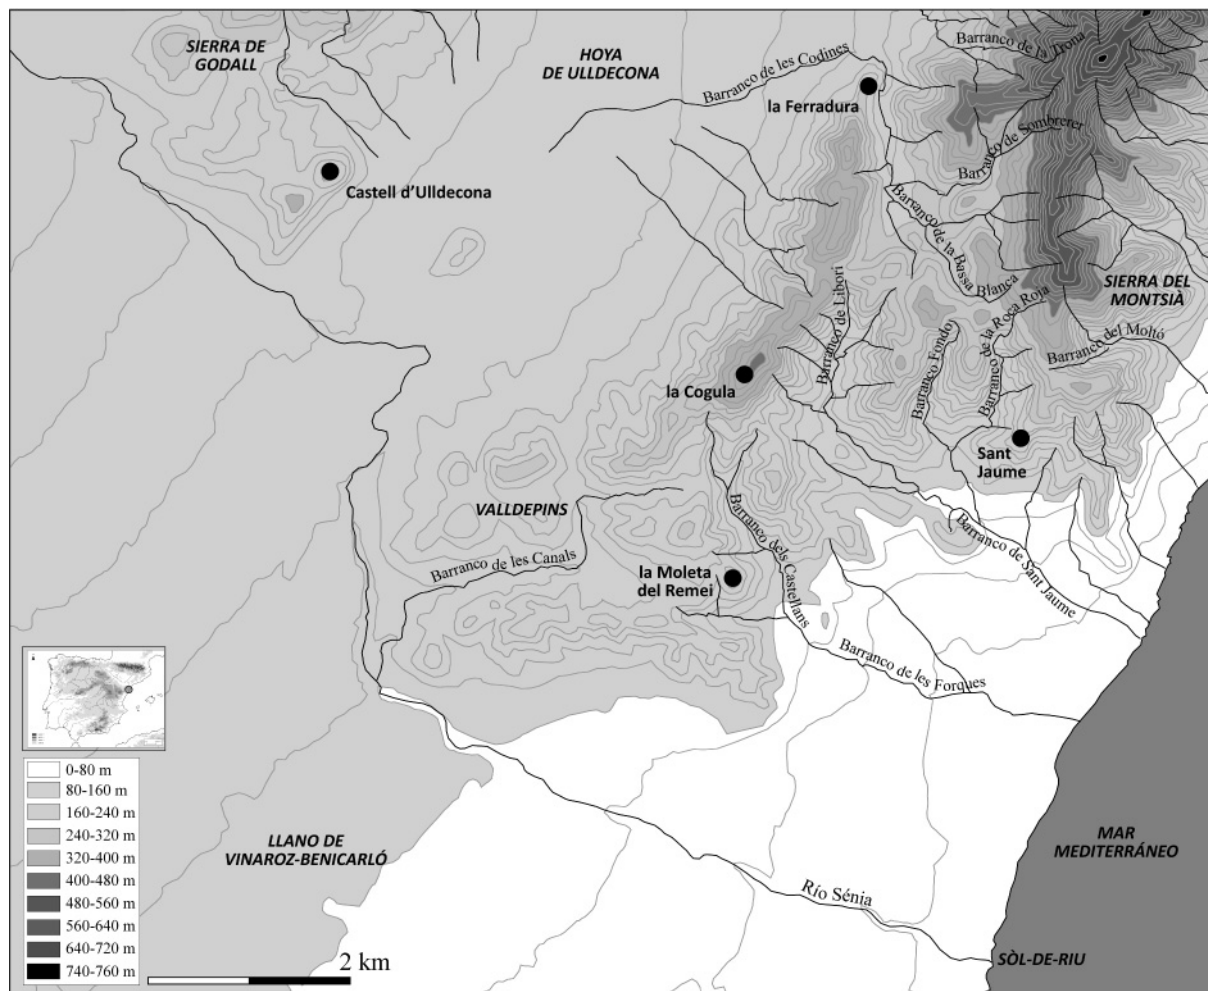 SIERRA DE
GODALL
HOYA
DE ULLDECONA
Barranco de les Codines
Barranco de la Trona
la Ferradura
Barranco de Sombrerer
Castell d'Ulldecona
Barranco de la Bassa Blanca
SIERRA DEL
MONTSIÀ
Barranco de Libori
Barranco Fondo
Barranco de la Roca Roja
Barranco del Moltó
la Cogula
Sant
Jaume
VALLDEPINS
Barranco de les Canals
Barranco dels Castellans
Barranco de Sant Jaume
la Moleta
del Remei
Barranco de les Forques
0-80 m
80-160 m
160-240 m
240-320 m
320-400 m
400-480 m
480-560 m
560-640 m
640-720 m
740-760 m
LLANO DE
VINAROZ-BENICARLÓ
MAR
MEDITERRÁNEO
Río Sénia
SÒL-DE-RIU
2 km